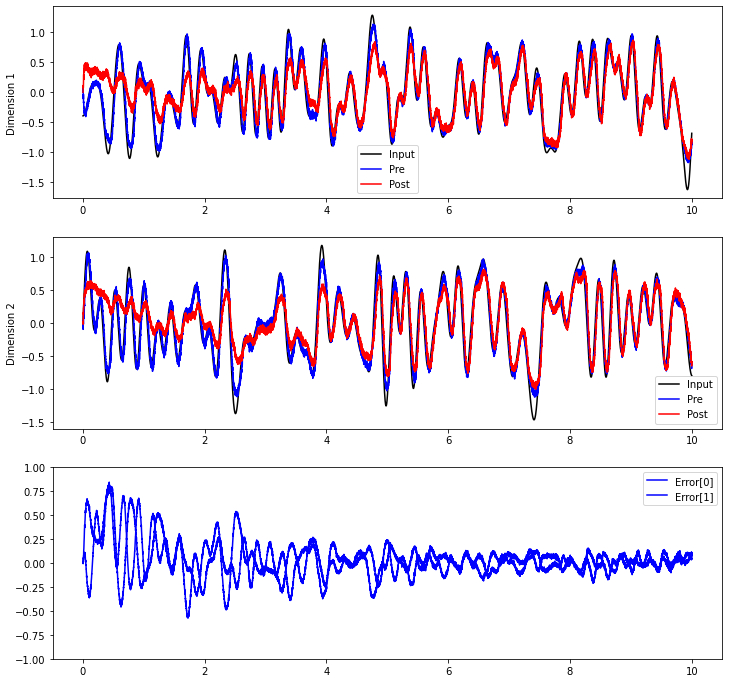 1.0
0.5
0.0
−0.5
−1.0
−1.5
Dimension 1
Input
Pre
Post
0 2 4 6 8 10
1.0
0.5
0.0
−0.5
−1.0
−1.5
Dimension 2
Input
Pre
Post
0 2 4 6 8 10
1.00
0.75
0.50
0.25
0.00
−0.25
−0.50
−0.75
−1.00
Error[0]
Error[1]
0 2 4 6 8 10